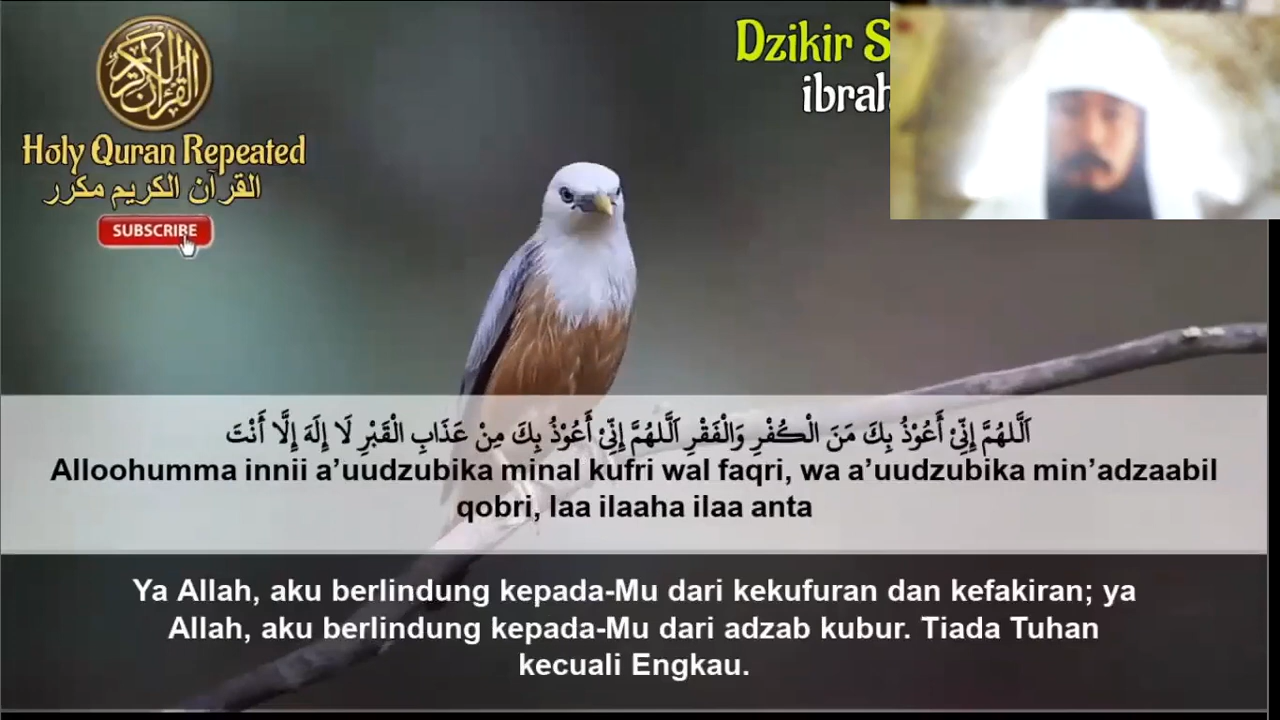 القرآن الكريم
Holy Quran Repeated
القرآن الكريم مكرر
SUBSCRIBE
Dzikir
اَللَّهُمَّ إِنِّيْ أَعُوْذُ بِكَ مَنَ الْكُفْرِ وَالْفَقْرِ اَللَّهُمَّ إِنِّيْ أَعُوْذُ بِكَ مِنْ عَذَابِ الْقَبْرِ لَا إِلَهَ إِلَّا أَنْتَ
Alloohumma innii a’uudzubika minal kufri wal faqri, wa a’uudzubika min’adzaabil
qobri, laa ilaaha ilaa anta
Ya Allah, aku berlindung kepada-Mu dari kekufuran dan kefakiran; ya
Allah, aku berlindung kepada-Mu dari adzab kubur. Tiada Tuhan
kecuali Engkau.